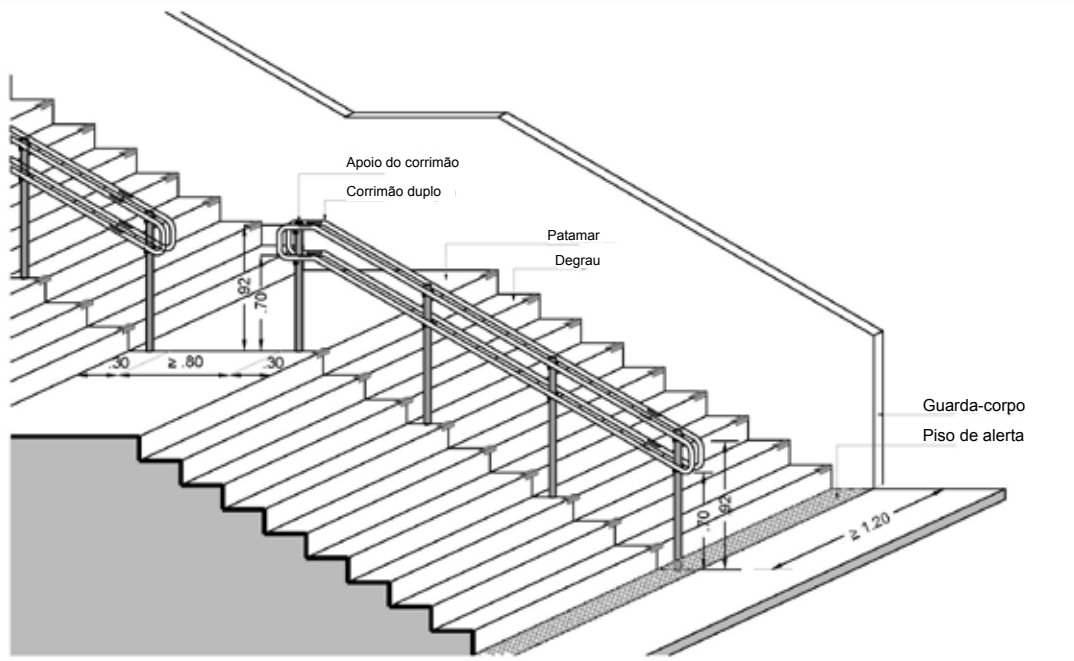 Apoio do corrimão
Corrimão duplo
Patamar
Degrau
.92
.70
.30
≥ .80
.30
Guarda-corpo
Piso de alerta
.70
.92
≥ 1.20